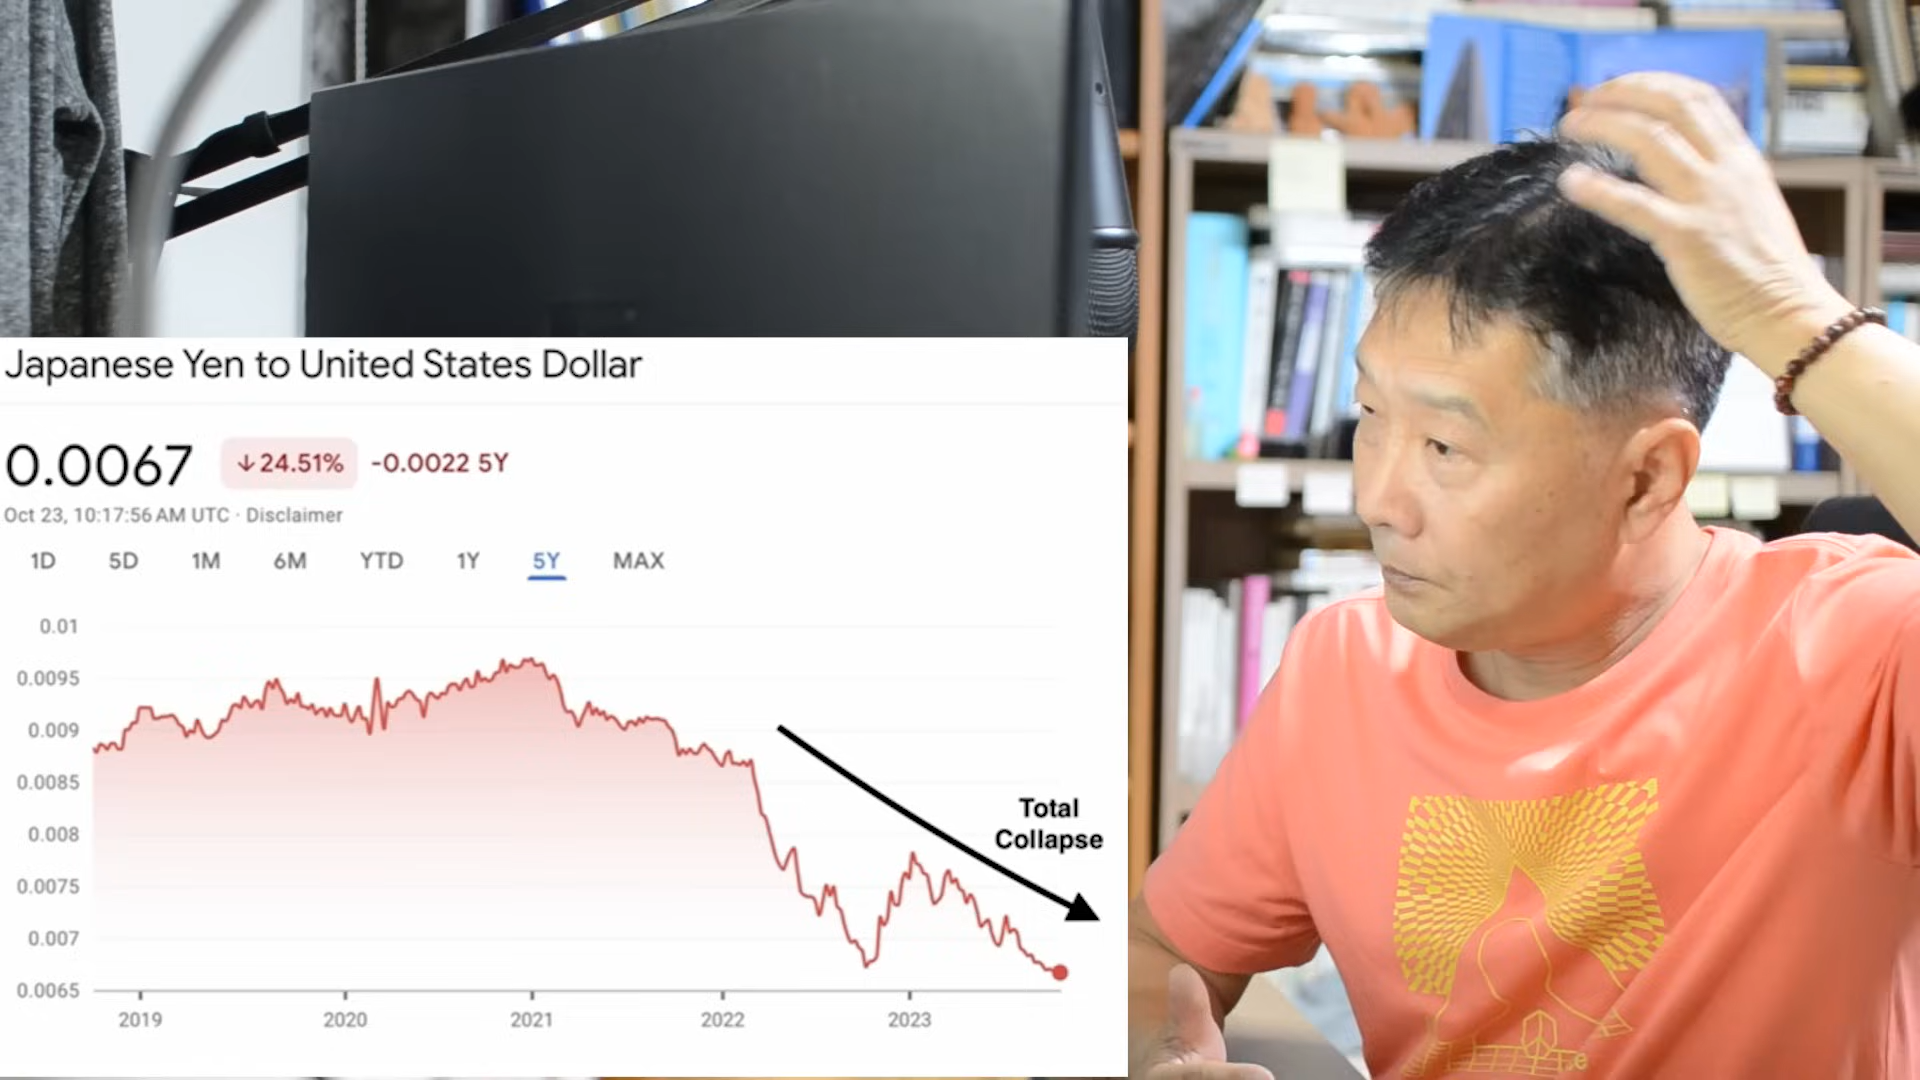 Japanese Yen to United States Dollar
0.0067 ↓24.51% -0.0022 5Y
Oct 23, 10:17:56 AM UTC · Disclaimer
1D 5D 1M 6M YTD 1Y 5Y MAX
0.01
0.0095
0.009
0.0085
0.008
0.0075
0.007
0.0065
2019 2020 2021 2022 2023
Total
Collapse